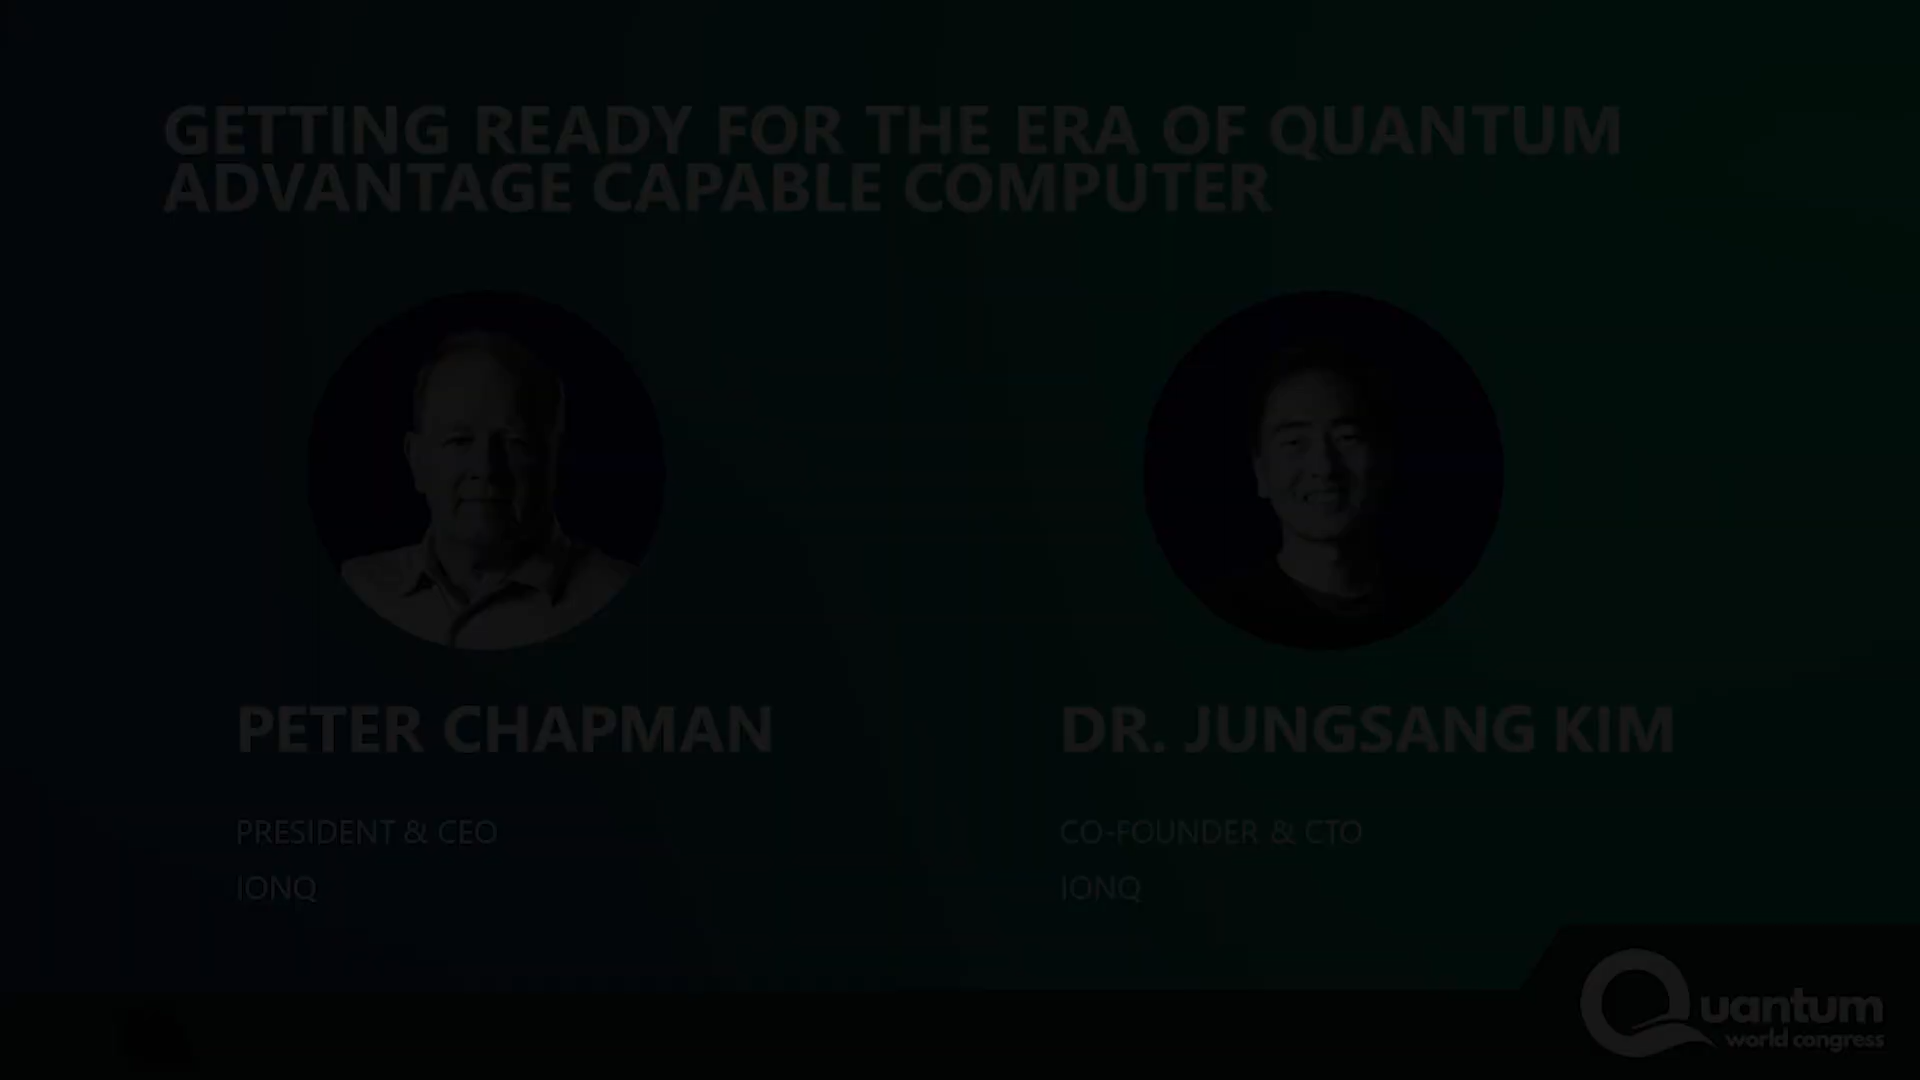 GETTING READY FOR THE ERA OF QUANTUM
ADVANTAGE CAPABLE COMPUTER
PETER CHAPMAN
PRESIDENT & CEO
IONQ
DR. JUNGSANG KIM
CO-FOUNDER & CTO
IONQ
Quantum
world congress